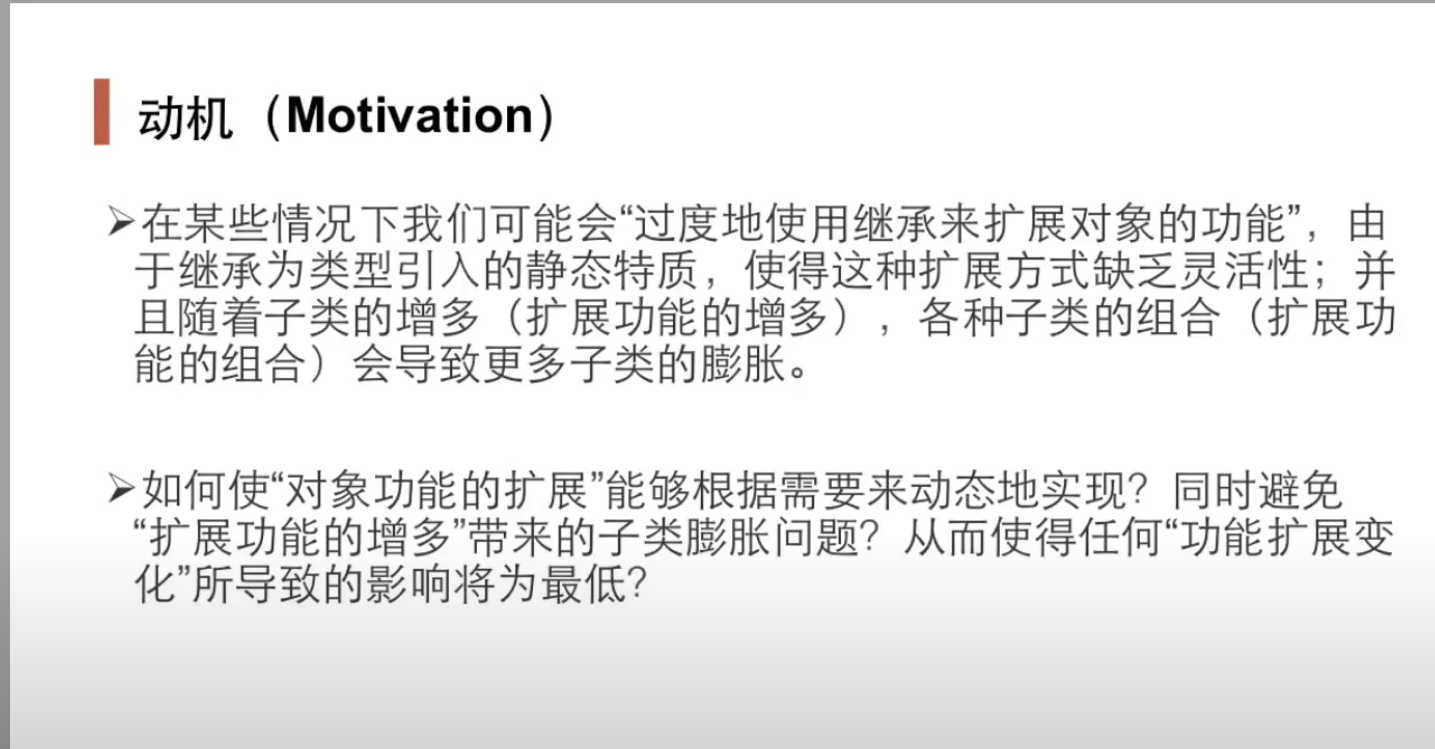 动机（Motivation）
➢在某些情况下我们可能会“过度地使用继承来扩展对象的功能”，由
于继承为类型引入的静态特质，使得这种扩展方式缺乏灵活性；并
且随着子类的增多（扩展功能的增多），各种子类的组合（扩展功
能的组合）会导致更多子类的膨胀。
➢如何使“对象功能的扩展”能够根据需要来动态地实现？同时避免
“扩展功能的增多”带来的子类膨胀问题？从而使得任何“功能扩展变
化”所导致的影响将为最低？